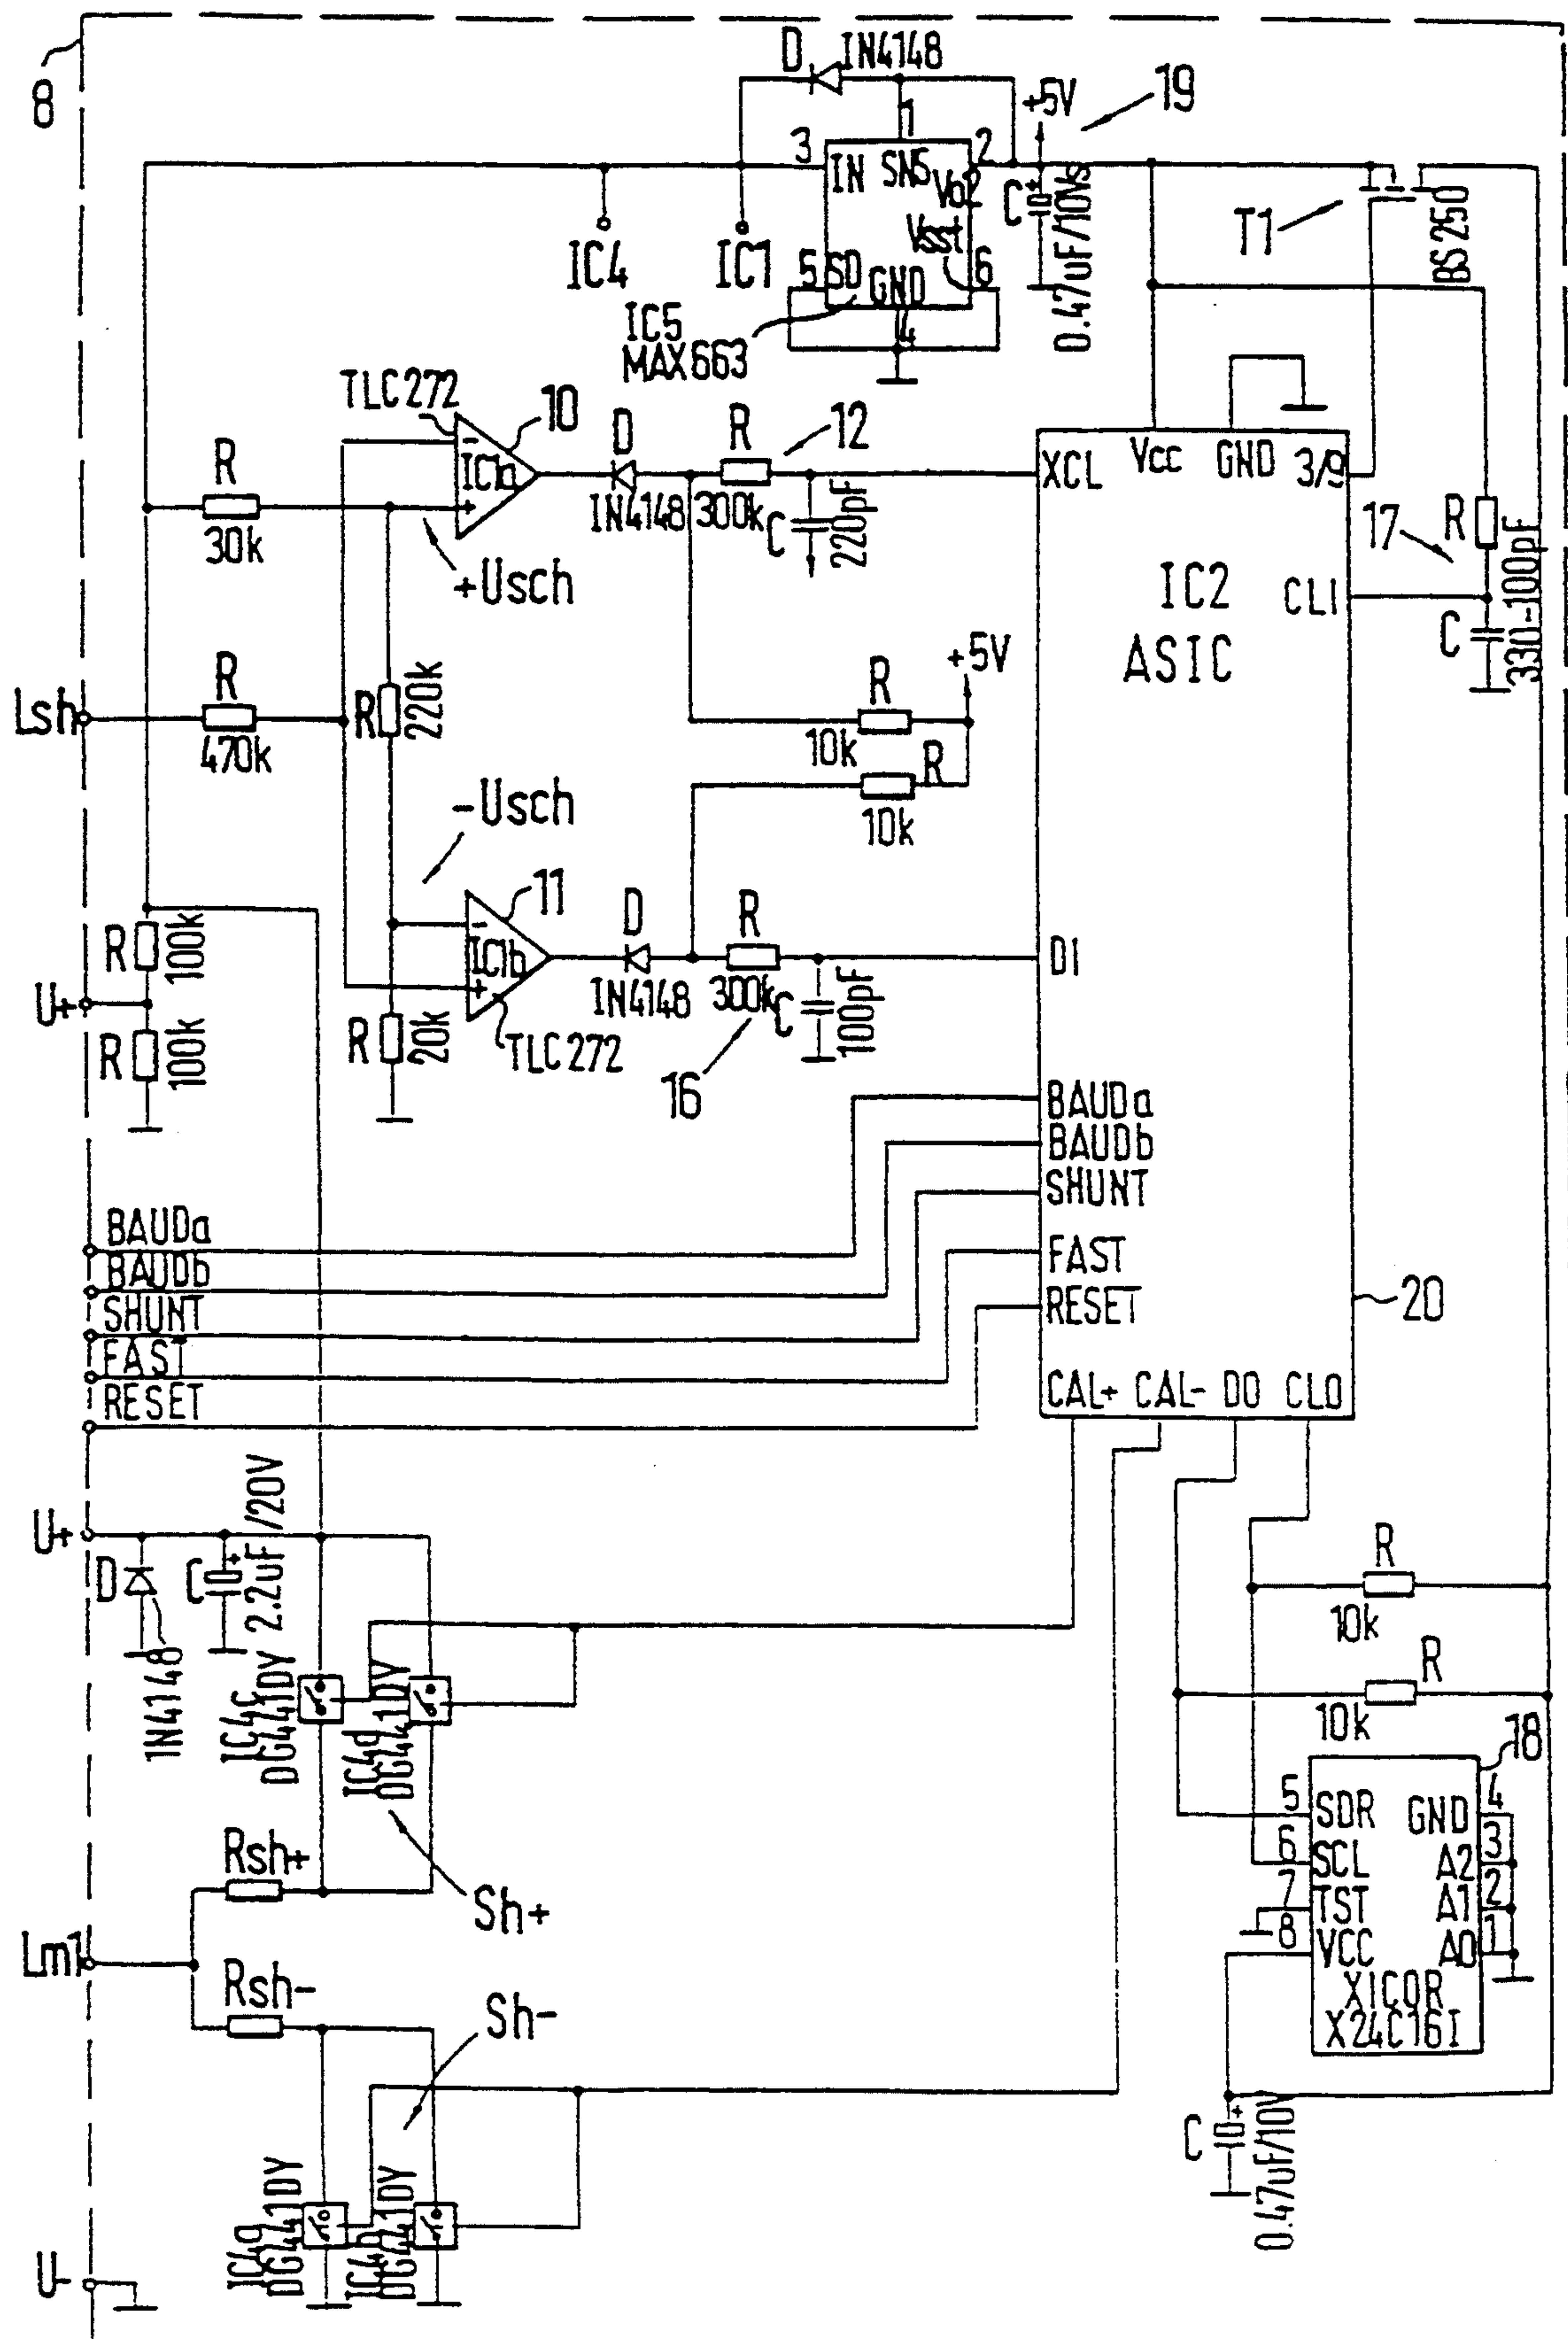 8
D IN4148
1
+5V
19
3
IN SNS
2
Vo2
C
0.47uF/10Vs
T1
BS250
IC4
IC1
Vsst
5
SD
GND
6
4
IC5
MAX663
TLC272
10
D
R
12
R
IC1a
-
+
IN4148
300k
C
220pF
XCL
Vcc
GND
3/9
30k
+Usch
17
R
IC2
ASIC
CLI
C
330-100pF
Lsh
R
470k
R
220k
R
+5V
10k
R
10k
-Usch
11
D
R
IC1b
-
+
IN4148
300k
C
100pF
DI
R
100k
U+
R
100k
R
20k
TLC272
16
BAUDa
BAUDb
SHUNT
FAST
RESET
BAUDa
BAUDb
SHUNT
FAST
RESET
20
CAL+ CAL- DO CLO
U+
D
C
2.2uF/20V
1N4148
IC4c
DG441DY
IC4d
DG441DY
R
10k
R
10k
18
5
SDR
GND
4
6
SCL
A2
3
7
TST
A1
2
8
VCC
A0
1
XICOR
X24C16I
Rsh+
Sh+
Lm1
Rsh-
Sh-
C
0.47uF/10V
IC4a
DG441DY
IC4b
DG441DY
U-